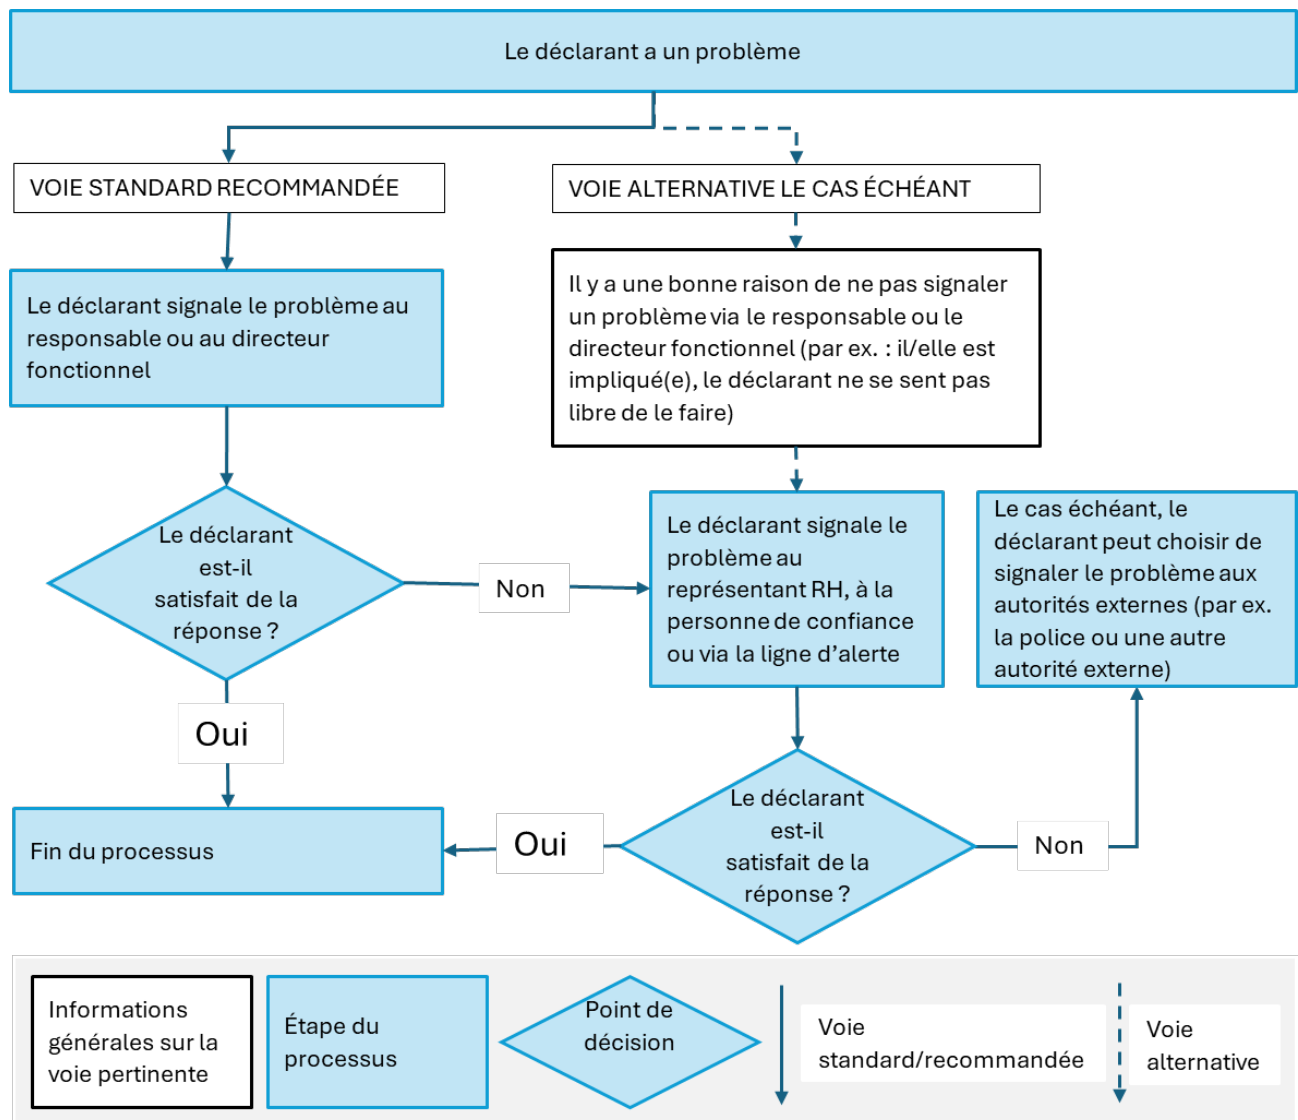 Le déclarant a un problème
VOIE STANDARD RECOMMANDÉE
VOIE ALTERNATIVE LE CAS ÉCHÉANT
Le déclarant signale le problème au
responsable ou au directeur
fonctionnel
Il y a une bonne raison de ne pas signaler
un problème via le responsable ou le
directeur fonctionnel (par ex. : il/elle est
impliqué(e), le déclarant ne se sent pas
libre de le faire)
Le déclarant
est-il
satisfait de la
réponse ?
Non
Le déclarant signale le
problème au
représentant RH, à la
personne de confiance
ou via la ligne d’alerte
Le cas échéant, le
déclarant peut choisir de
signaler le problème aux
autorités externes (par ex.
la police ou une autre
autorité externe)
Oui
Fin du processus
Oui
Le déclarant
est-il
satisfait de la
réponse ?
Non
Informations
générales sur la
voie pertinente
Étape du
processus
Point de
décision
Voie
standard/recommandée
Voie
alternative